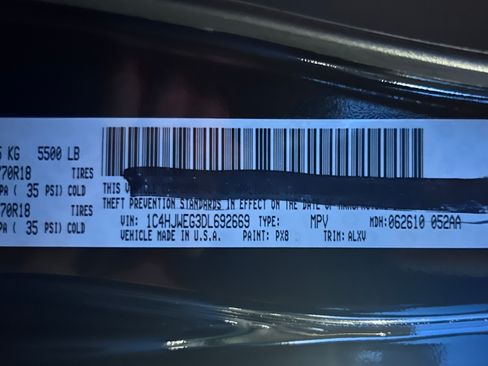 5 KG 5500 LB
/70R18 TIRES
PA ( 35 PSI) COLD
/70R18 TIRES
PA ( 35 PSI) COLD
THIS V
THEFT PREVENTION STANDARDS IN EFFECT ON THE DATE OF
VIN: 1C4HJWEG3DL692669 TYPE: MPV MDH:062610 052AA
VEHICLE MADE IN U.S.A. PAINT: PX8 TRIM: ALXV